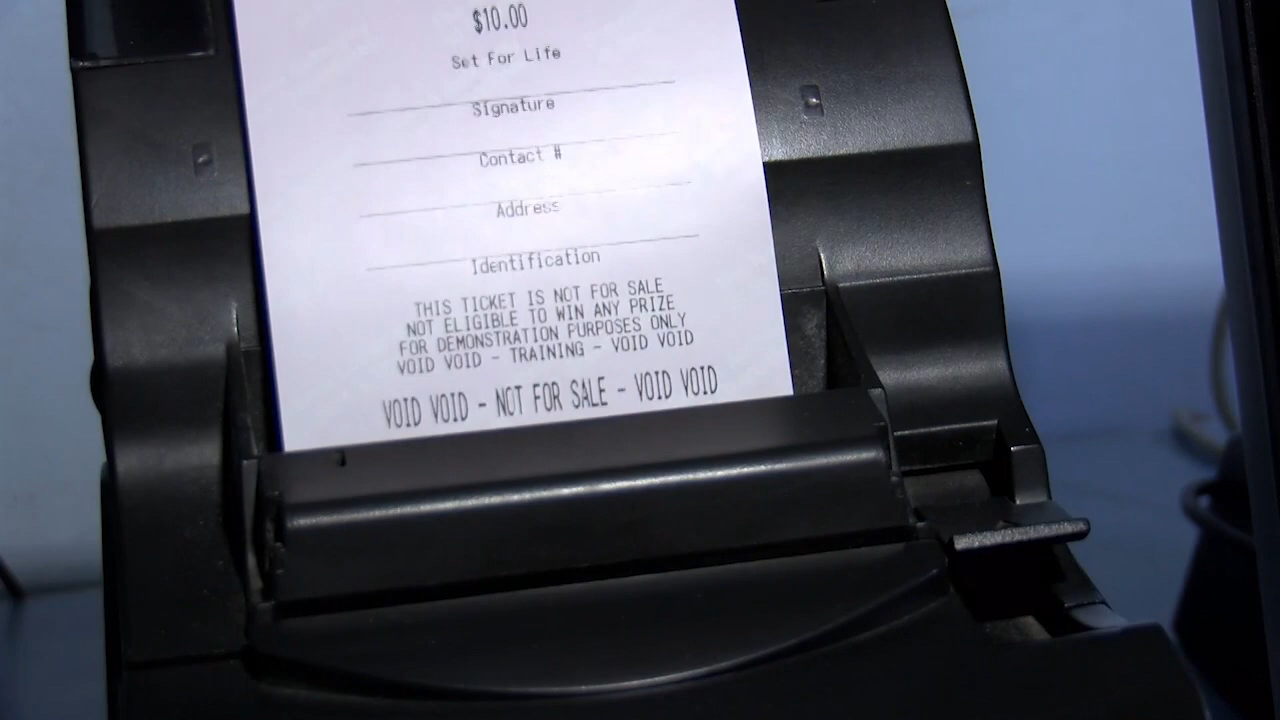 $10.00
Set For Life
Signature
Contact #
Address
Identification
THIS TICKET IS NOT FOR SALE
NOT ELIGIBLE TO WIN ANY PRIZE
FOR DEMONSTRATION PURPOSES ONLY
VOID VOID - TRAINING - VOID VOID
VOID VOID - NOT FOR SALE - VOID VOID